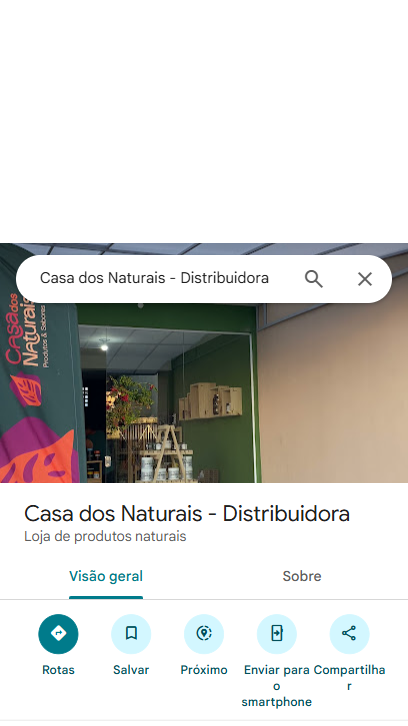 Casa dos Naturais - Distribuidora
Casa dos
Naturais
Produtos & Sabores
Casa dos Naturais - Distribuidora
Loja de produtos naturais
Visão geral
Sobre
Rotas
Salvar
Próximo
Enviar para
o
smartphone
Compartilha
r